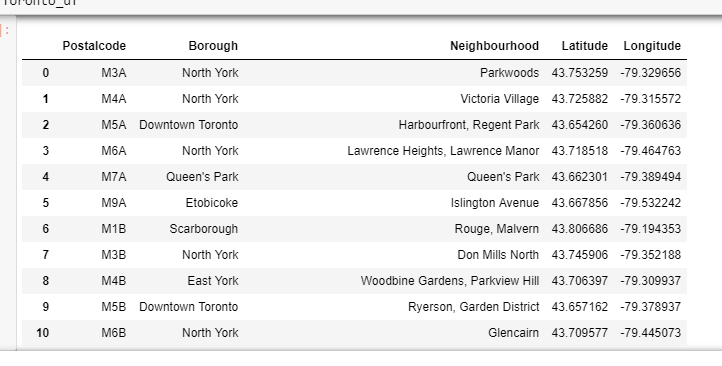 Toronto_df
]:
Postalcode Borough Neighbourhood Latitude Longitude
0 M3A North York Parkwoods 43.753259 -79.329656
1 M4A North York Victoria Village 43.725882 -79.315572
2 M5A Downtown Toronto Harbourfront, Regent Park 43.654260 -79.360636
3 M6A North York Lawrence Heights, Lawrence Manor 43.718518 -79.464763
4 M7A Queen's Park Queen's Park 43.662301 -79.389494
5 M9A Etobicoke Islington Avenue 43.667856 -79.532242
6 M1B Scarborough Rouge, Malvern 43.806686 -79.194353
7 M3B North York Don Mills North 43.745906 -79.352188
8 M4B East York Woodbine Gardens, Parkview Hill 43.706397 -79.309937
9 M5B Downtown Toronto Ryerson, Garden District 43.657162 -79.378937
10 M6B North York Glencairn 43.709577 -79.445073